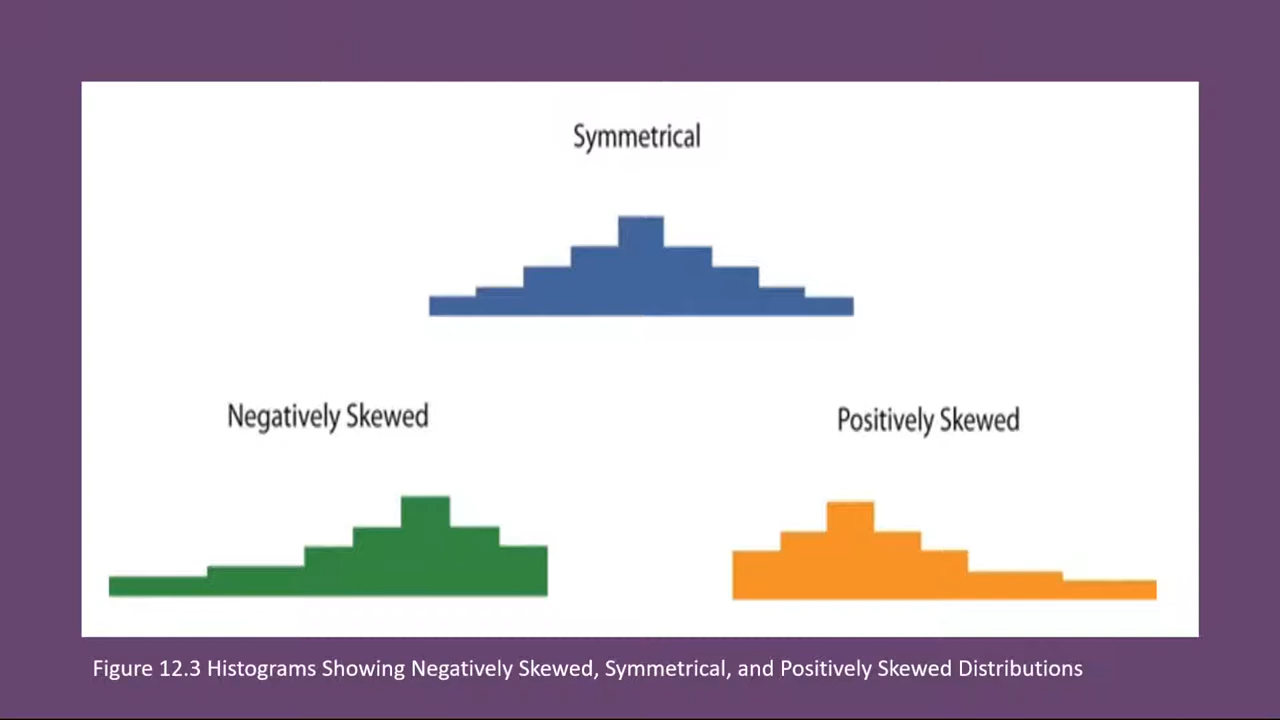 Symmetrical
Negatively Skewed
Positively Skewed
Figure 12.3 Histograms Showing Negatively Skewed, Symmetrical, and Positively Skewed Distributions